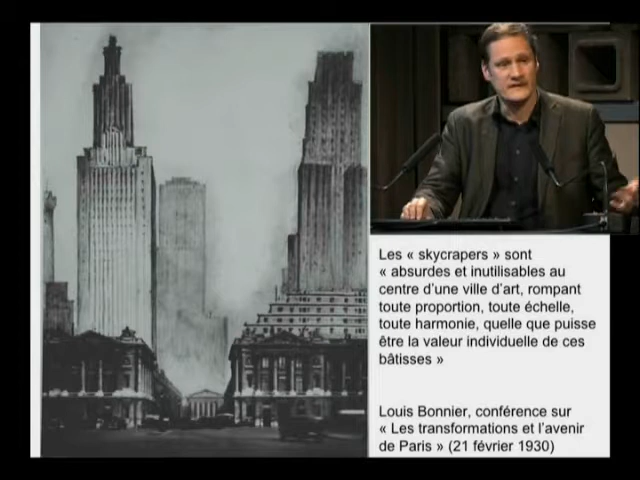 Les « skycrapers » sont
« absurdes et inutilisables au
centre d'une ville d'art, rompant
toute proportion, toute échelle,
toute harmonie, quelle que puisse
être la valeur individuelle de ces
bâtisses »
Louis Bonnier, conférence sur
« Les transformations et l'avenir
de Paris » (21 février 1930)